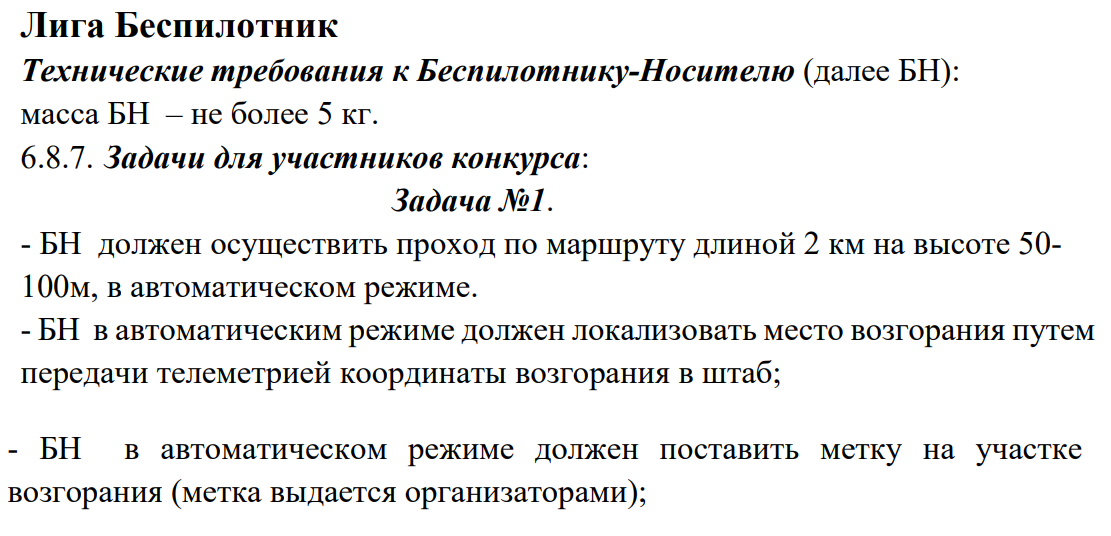 Лига Беспилотник
Технические требования к Беспилотнику-Носителю (далее БН):
масса БН – не более 5 кг.
6.8.7. Задачи для участников конкурса:
Задача №1.
- БН должен осуществить проход по маршруту длиной 2 км на высоте 50-
100м, в автоматическом режиме.
- БН в автоматическим режиме должен локализовать место возгорания путем
передачи телеметрией координаты возгорания в штаб;
- БН в автоматическом режиме должен поставить метку на участке
возгорания (метка выдается организаторами);